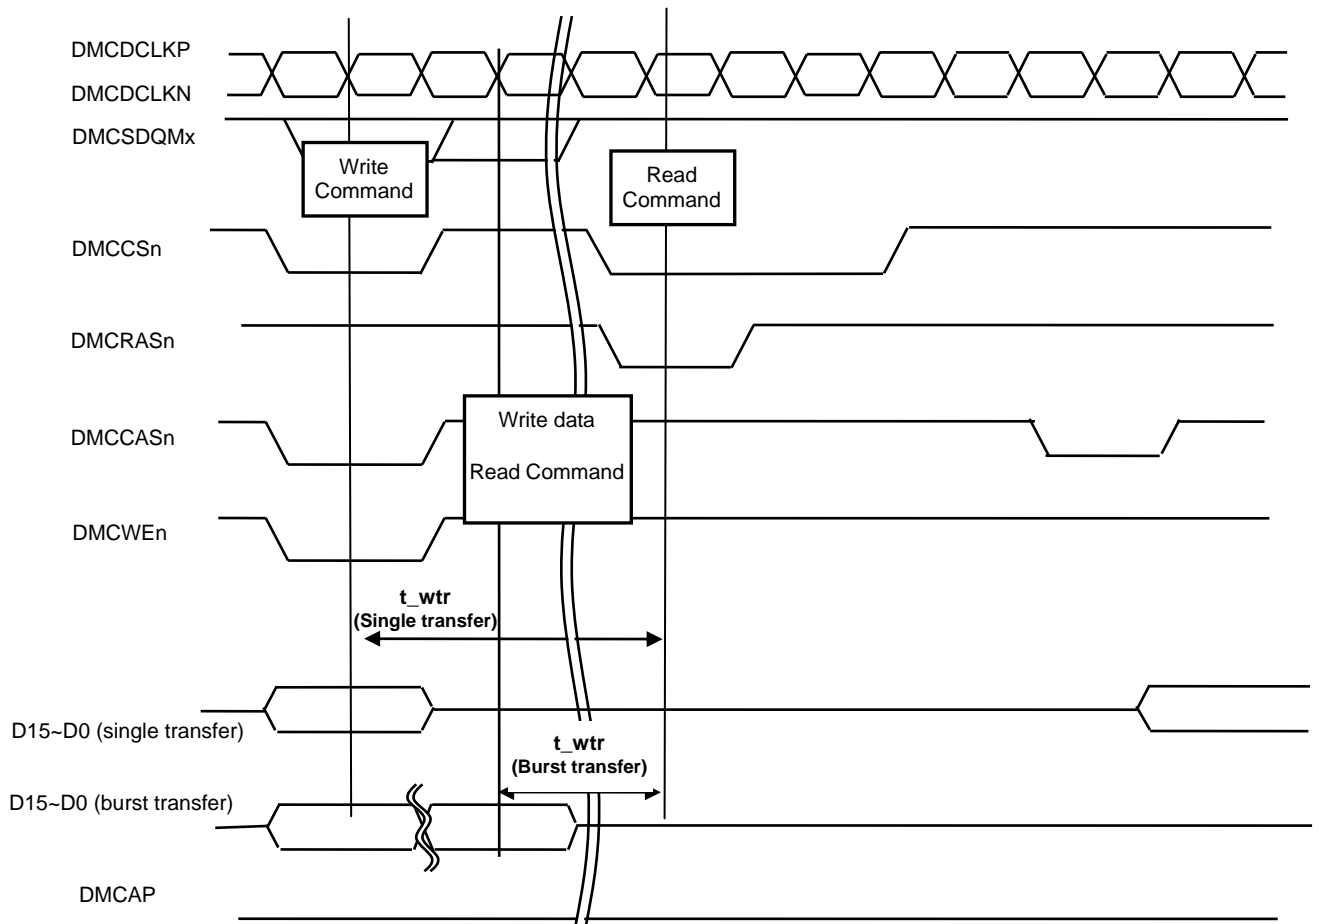 DMCDCLKP
DMCDCLKN
DMCSDQMx
Write
Command
Read
Command
DMCCSn
DMCRASn
DMCCASn
Write data
Read Command
DMCWEn
t_wtr
(Single transfer)
D15~D0 (single transfer)
t_wtr
(Burst transfer)
D15~D0 (burst transfer)
DMCAP